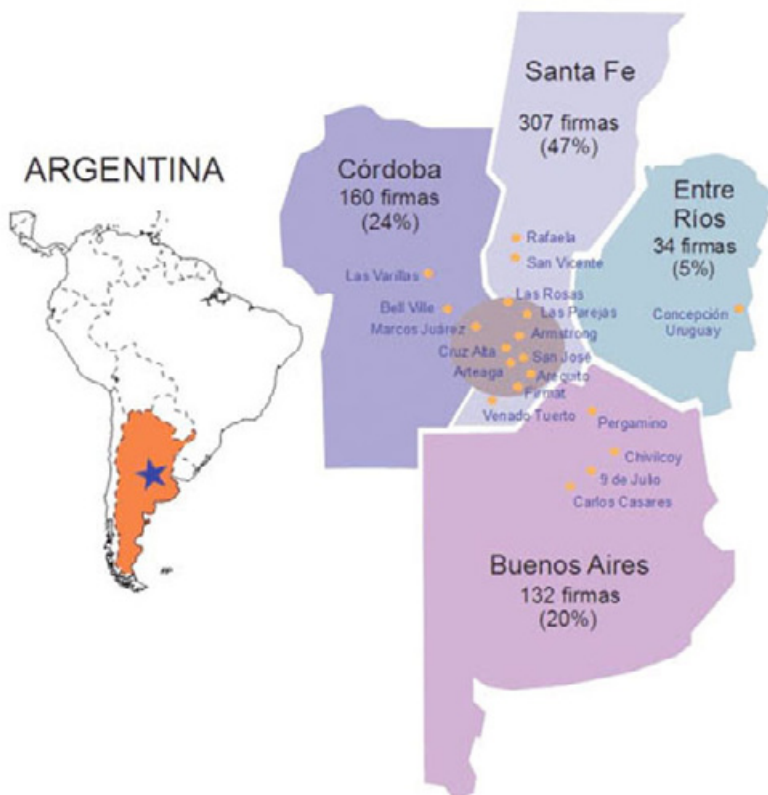 ARGENTINA
Santa Fe
307 firmas
(47%)
Córdoba
160 firmas
(24%)
Entre
Ríos
34 firmas
(5%)
Rafaela
San Vicente
Las Varillas
Las Rosas
Bell Ville
Las Parejas
Concepción
Uruguay
Marcos Juárez
Armstrong
Cruz Alta
San José
Arteaga
Arequito
Firmat
Venado Tuerto
Pergamino
Chivilcoy
9 de Julio
Carlos Casares
Buenos Aires
132 firmas
(20%)